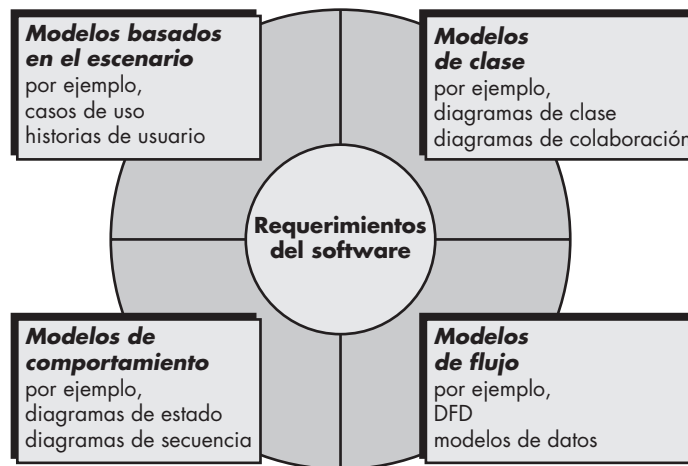 Modelos basados
en el escenario
por ejemplo,
casos de uso
historias de usuario
Modelos
de clase
por ejemplo,
diagramas de clase
diagramas de colaboración
Requerimientos
del software
Modelos de
comportamiento
por ejemplo,
diagramas de estado
diagramas de secuencia
Modelos
de flujo
por ejemplo,
DFD
modelos de datos